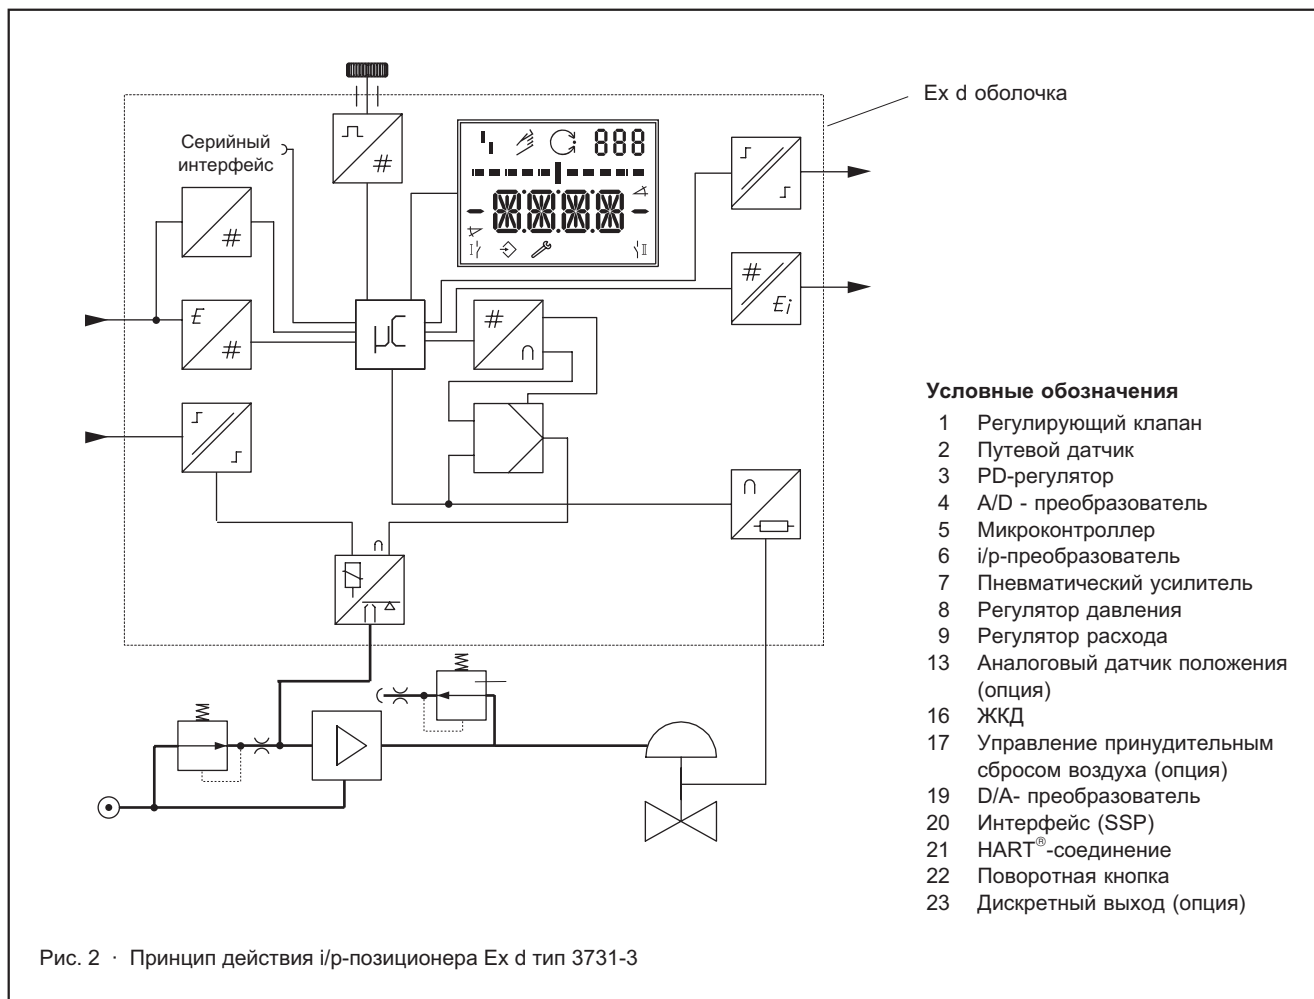 Ex d оболочка
Серийный
интерфейс
888
#
#
E
#
µC
#
#
Ei
I
II
Условные обозначения
1 Регулирующий клапан
2 Путевой датчик
3 PD-регулятор
4 A/D - преобразователь
5 Микроконтроллер
6 i/p-преобразователь
7 Пневматический усилитель
8 Регулятор давления
9 Регулятор расхода
13 Аналоговый датчик положения
(опция)
16 ЖКД
17 Управление принудительным
сбросом воздуха (опция)
19 D/A- преобразователь
20 Интерфейс (SSP)
21 HART®-соединение
22 Поворотная кнопка
23 Дискретный выход (опция)
Рис. 2 · Принцип действия i/p-позиционера Ex d тип 3731-3